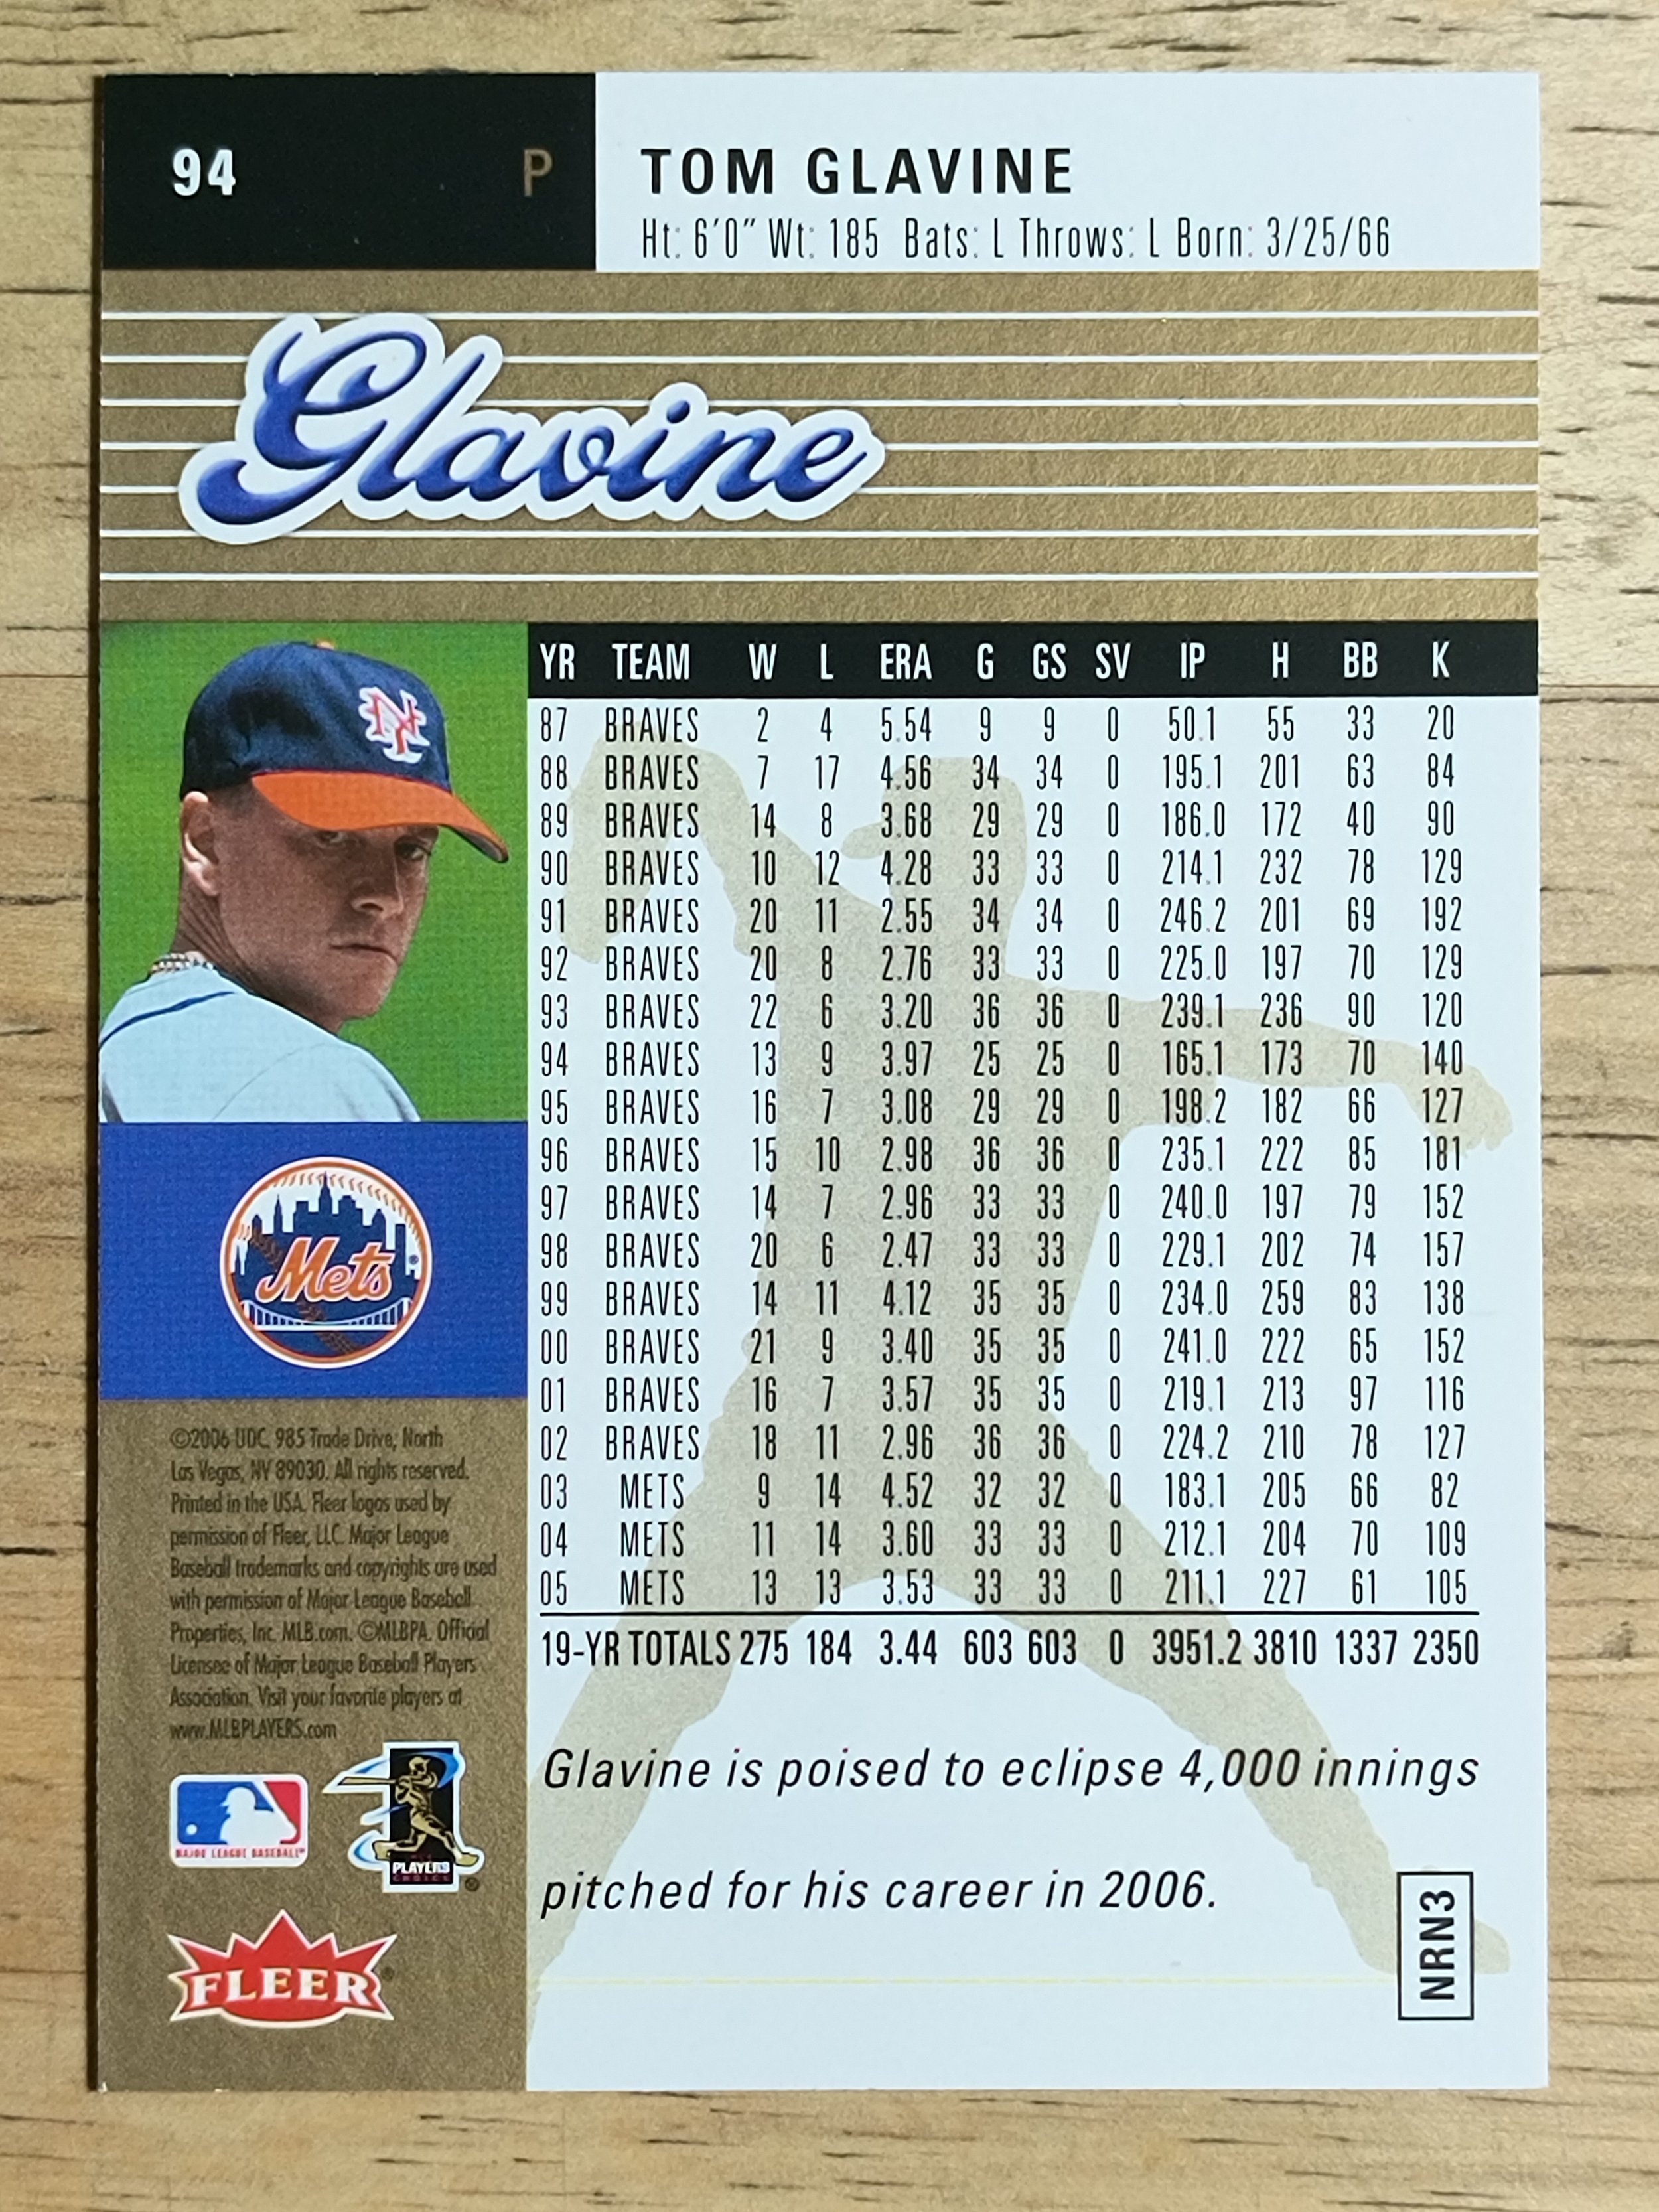 94 P TOM GLAVINE
Ht: 6'0" Wt: 185 Bats: L Throws: L Born: 3/25/66
Glavine
NY
YR TEAM W L ERA G GS SV IP H BB K
87 BRAVES 2 4 5.54 9 9 0 50.1 55 33 20
88 BRAVES 7 17 4.56 34 34 0 195.1 201 63 84
89 BRAVES 14 8 3.68 29 29 0 186.0 172 40 90
90 BRAVES 10 12 4.28 33 33 0 214.1 232 78 129
91 BRAVES 20 11 2.55 34 34 0 246.2 201 69 192
92 BRAVES 20 8 2.76 33 33 0 225.0 197 70 129
93 BRAVES 22 6 3.20 36 36 0 239.1 236 90 120
94 BRAVES 13 9 3.97 25 25 0 165.1 173 70 140
95 BRAVES 16 7 3.08 29 29 0 198.2 182 66 127
96 BRAVES 15 10 2.98 36 36 0 235.1 222 85 181
97 BRAVES 14 7 2.96 33 33 0 240.0 197 79 152
98 BRAVES 20 6 2.47 33 33 0 229.1 202 74 157
99 BRAVES 14 11 4.12 35 35 0 234.0 259 83 138
00 BRAVES 21 9 3.40 35 35 0 241.0 222 65 152
01 BRAVES 16 7 3.57 35 35 0 219.1 213 97 116
02 BRAVES 18 11 2.96 36 36 0 224.2 210 78 127
03 METS 9 14 4.52 32 32 0 183.1 205 66 82
04 METS 11 14 3.60 33 33 0 212.1 204 70 109
05 METS 13 13 3.53 33 33 0 211.1 227 61 105
19-YR TOTALS 275 184 3.44 603 603 0 3951.2 3810 1337 2350
Glavine is poised to eclipse 4,000 innings
pitched for his career in 2006.
NRN3
Mets ®
©2006 UDC, 985 Trade Drive, North
Las Vegas, NV 89030. All rights reserved.
Printed in the USA. Fleer logos used by
permission of Fleer, LLC. Major League
Baseball trademarks and copyrights are used
with permission of Major League Baseball
Properties, Inc. MLB.com. ©MLBPA. Official
Licensee of Major League Baseball Players
Association. Visit your favorite players at
www.MLBPLAYERS.com
MAJOR LEAGUE BASEBALL
PLAYERS
CHOICE
®
FLEER